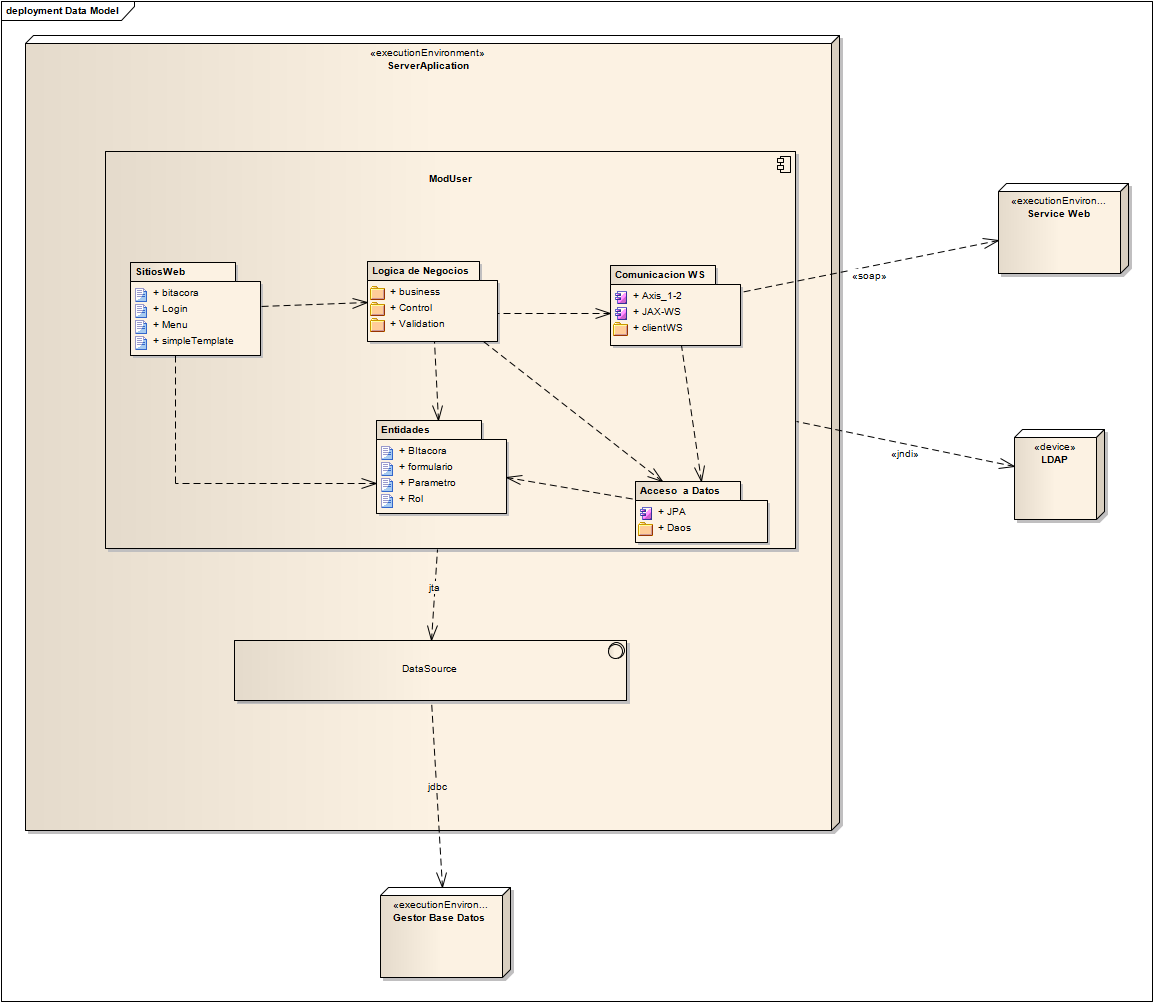 deployment Data Model
«executionEnvironment»
ServerAplication
ModUser
SitiosWeb
+ bitacora
+ Login
+ Menu
+ simpleTemplate
Logica de Negocios
+ business
+ Control
+ Validation
Comunicacion WS
+ Axis_1-2
+ JAX-WS
+ clientWS
«executionEnviron...
Service Web
«soap»
Entidades
+ BItacora
+ formulario
+ Parametro
+ Rol
Acceso a Datos
+ JPA
+ Daos
«jndi»
«device»
LDAP
jta
DataSource
jdbc
«executionEnviron...
Gestor Base Datos